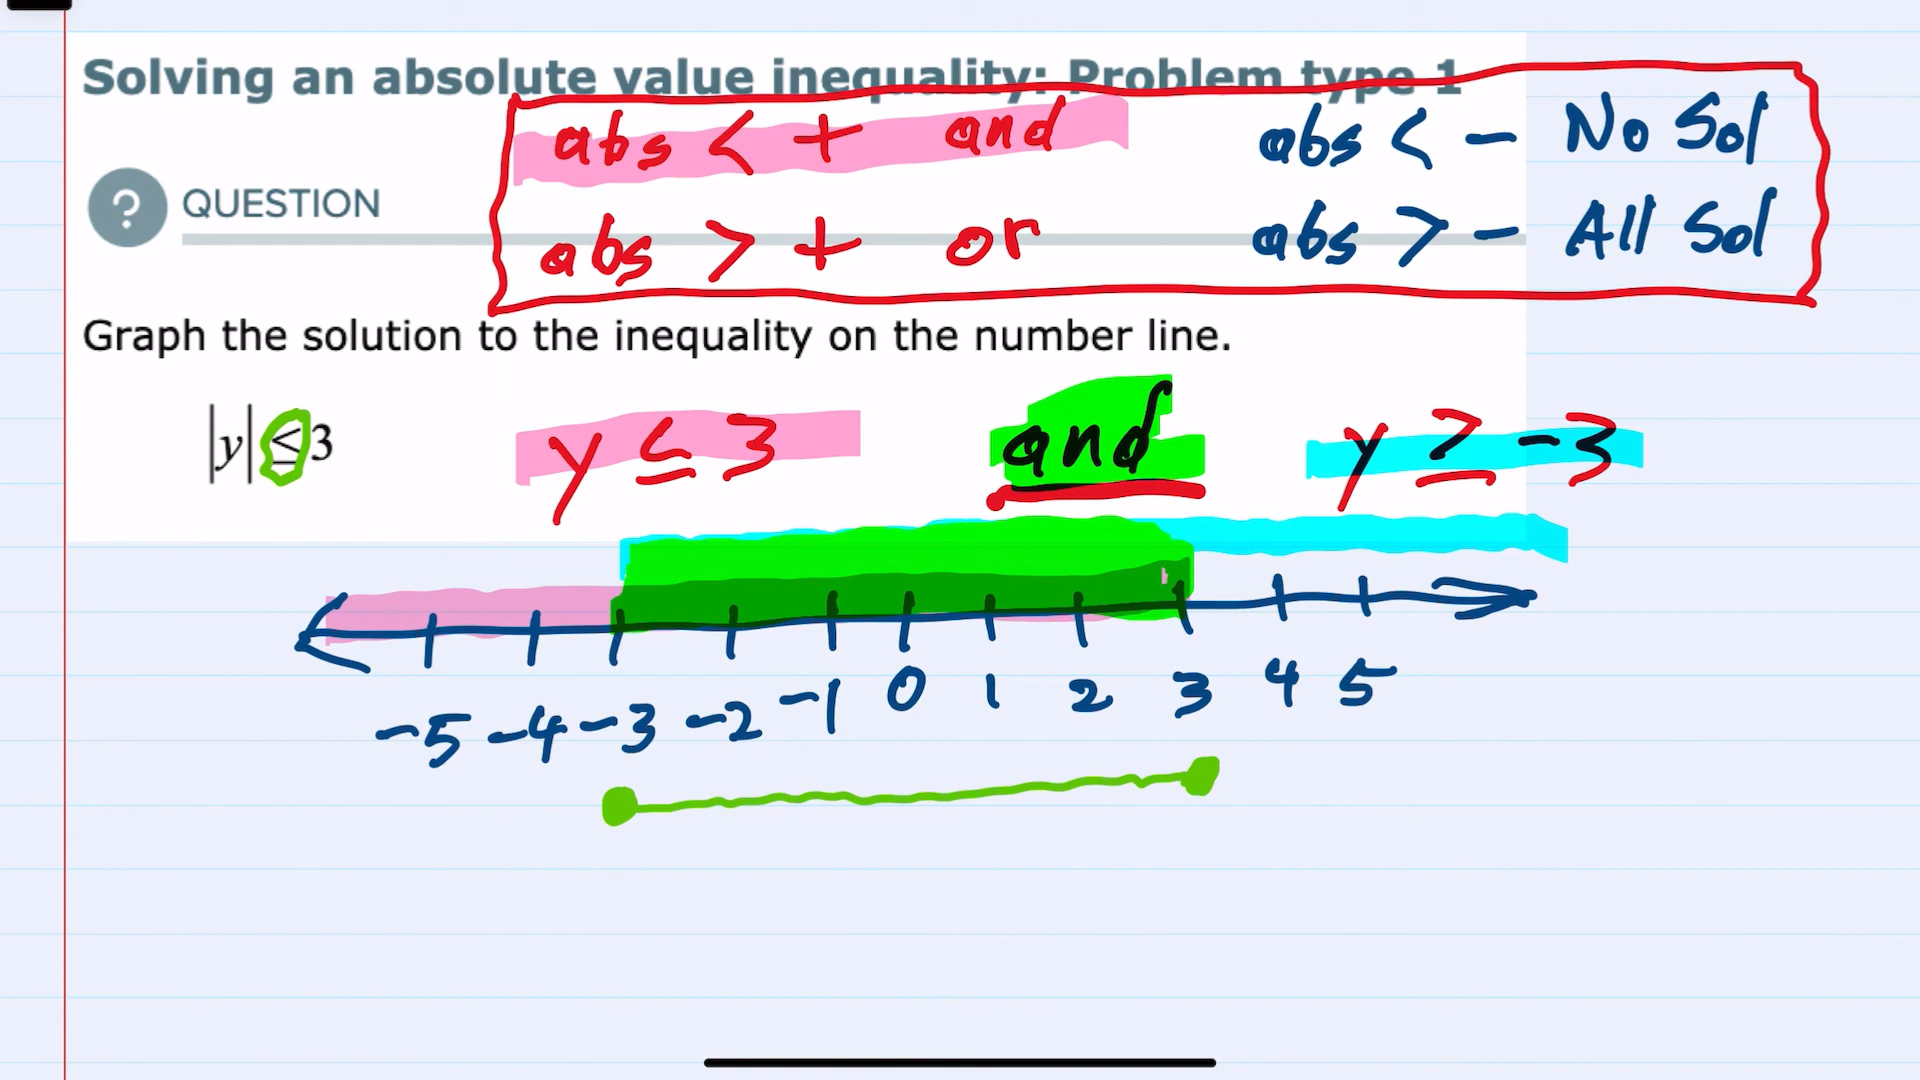 Solving an absolute value inequality: Problem type 1
abs < + and abs < - No Sol
? QUESTION
abs > + or abs > - All Sol
Graph the solution to the inequality on the number line.
|y| ≤ 3 y ≤ 3 and y ≥ -3
-5 -4 -3 -2 -1 0 1 2 3 4 5